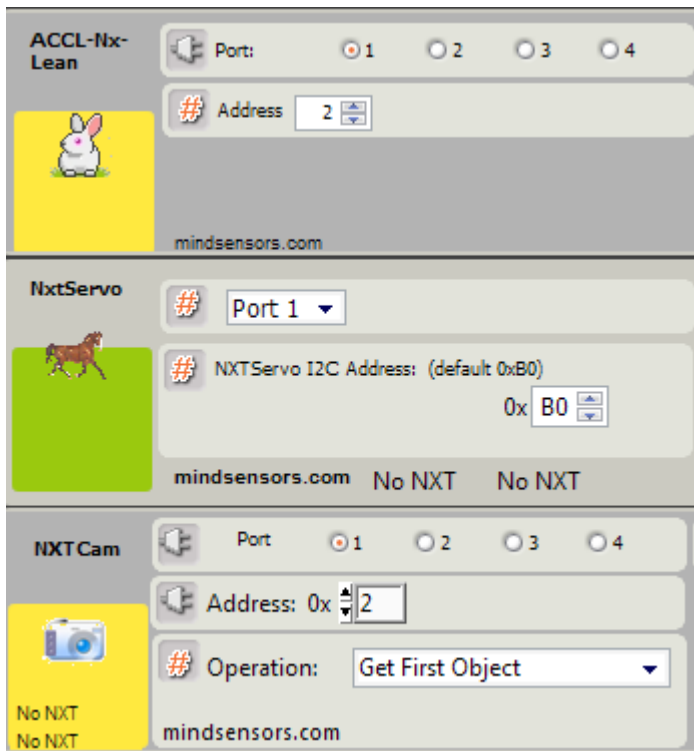 ACCL-Nx-
Lean
Port: 1 2 3 4
# Address 2
mindsensors.com
NxtServo
# Port 1
# NXTServo I2C Address: (default 0xB0)
0x B0
mindsensors.com No NXT No NXT
NXTCam
Port 1 2 3 4
Address: 0x 2
# Operation: Get First Object
No NXT
No NXT
mindsensors.com